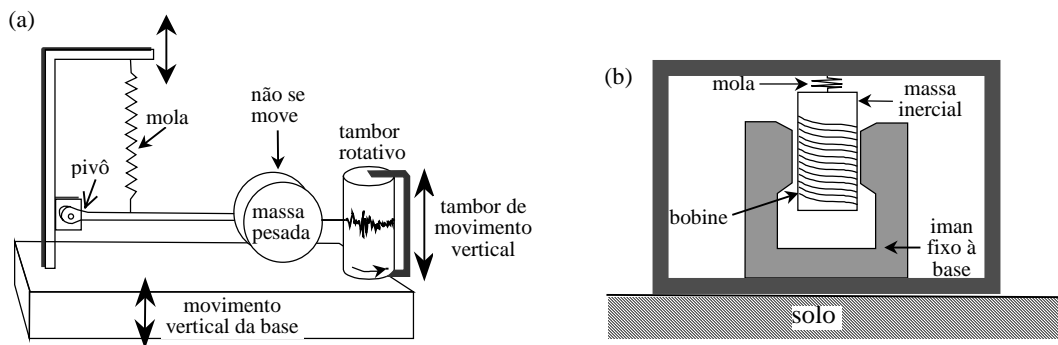 (a)
mola
pivô
não se
move
massa
pesada
tambor
rotativo
tambor de
movimento
vertical
movimento
vertical da base
(b)
mola
massa
inercial
bobine
iman
fixo à
base
solo